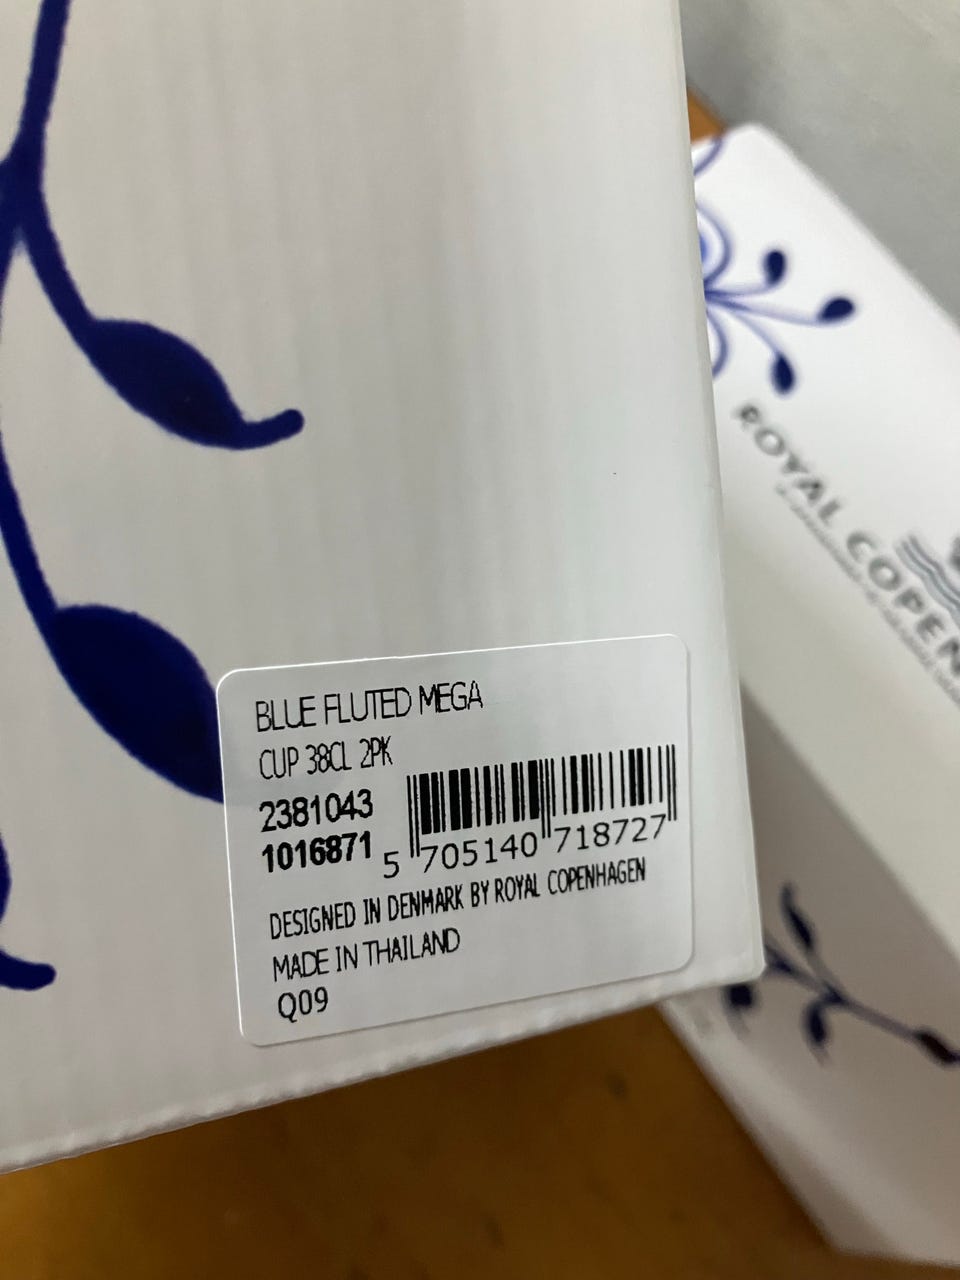 BLUE FLUTED MEGA
CUP 38CL 2PK
2381043
1016871
5 705140 718727
DESIGNED IN DENMARK BY ROYAL COPENHAGEN
MADE IN THAILAND
Q09
ROYAL COPEN